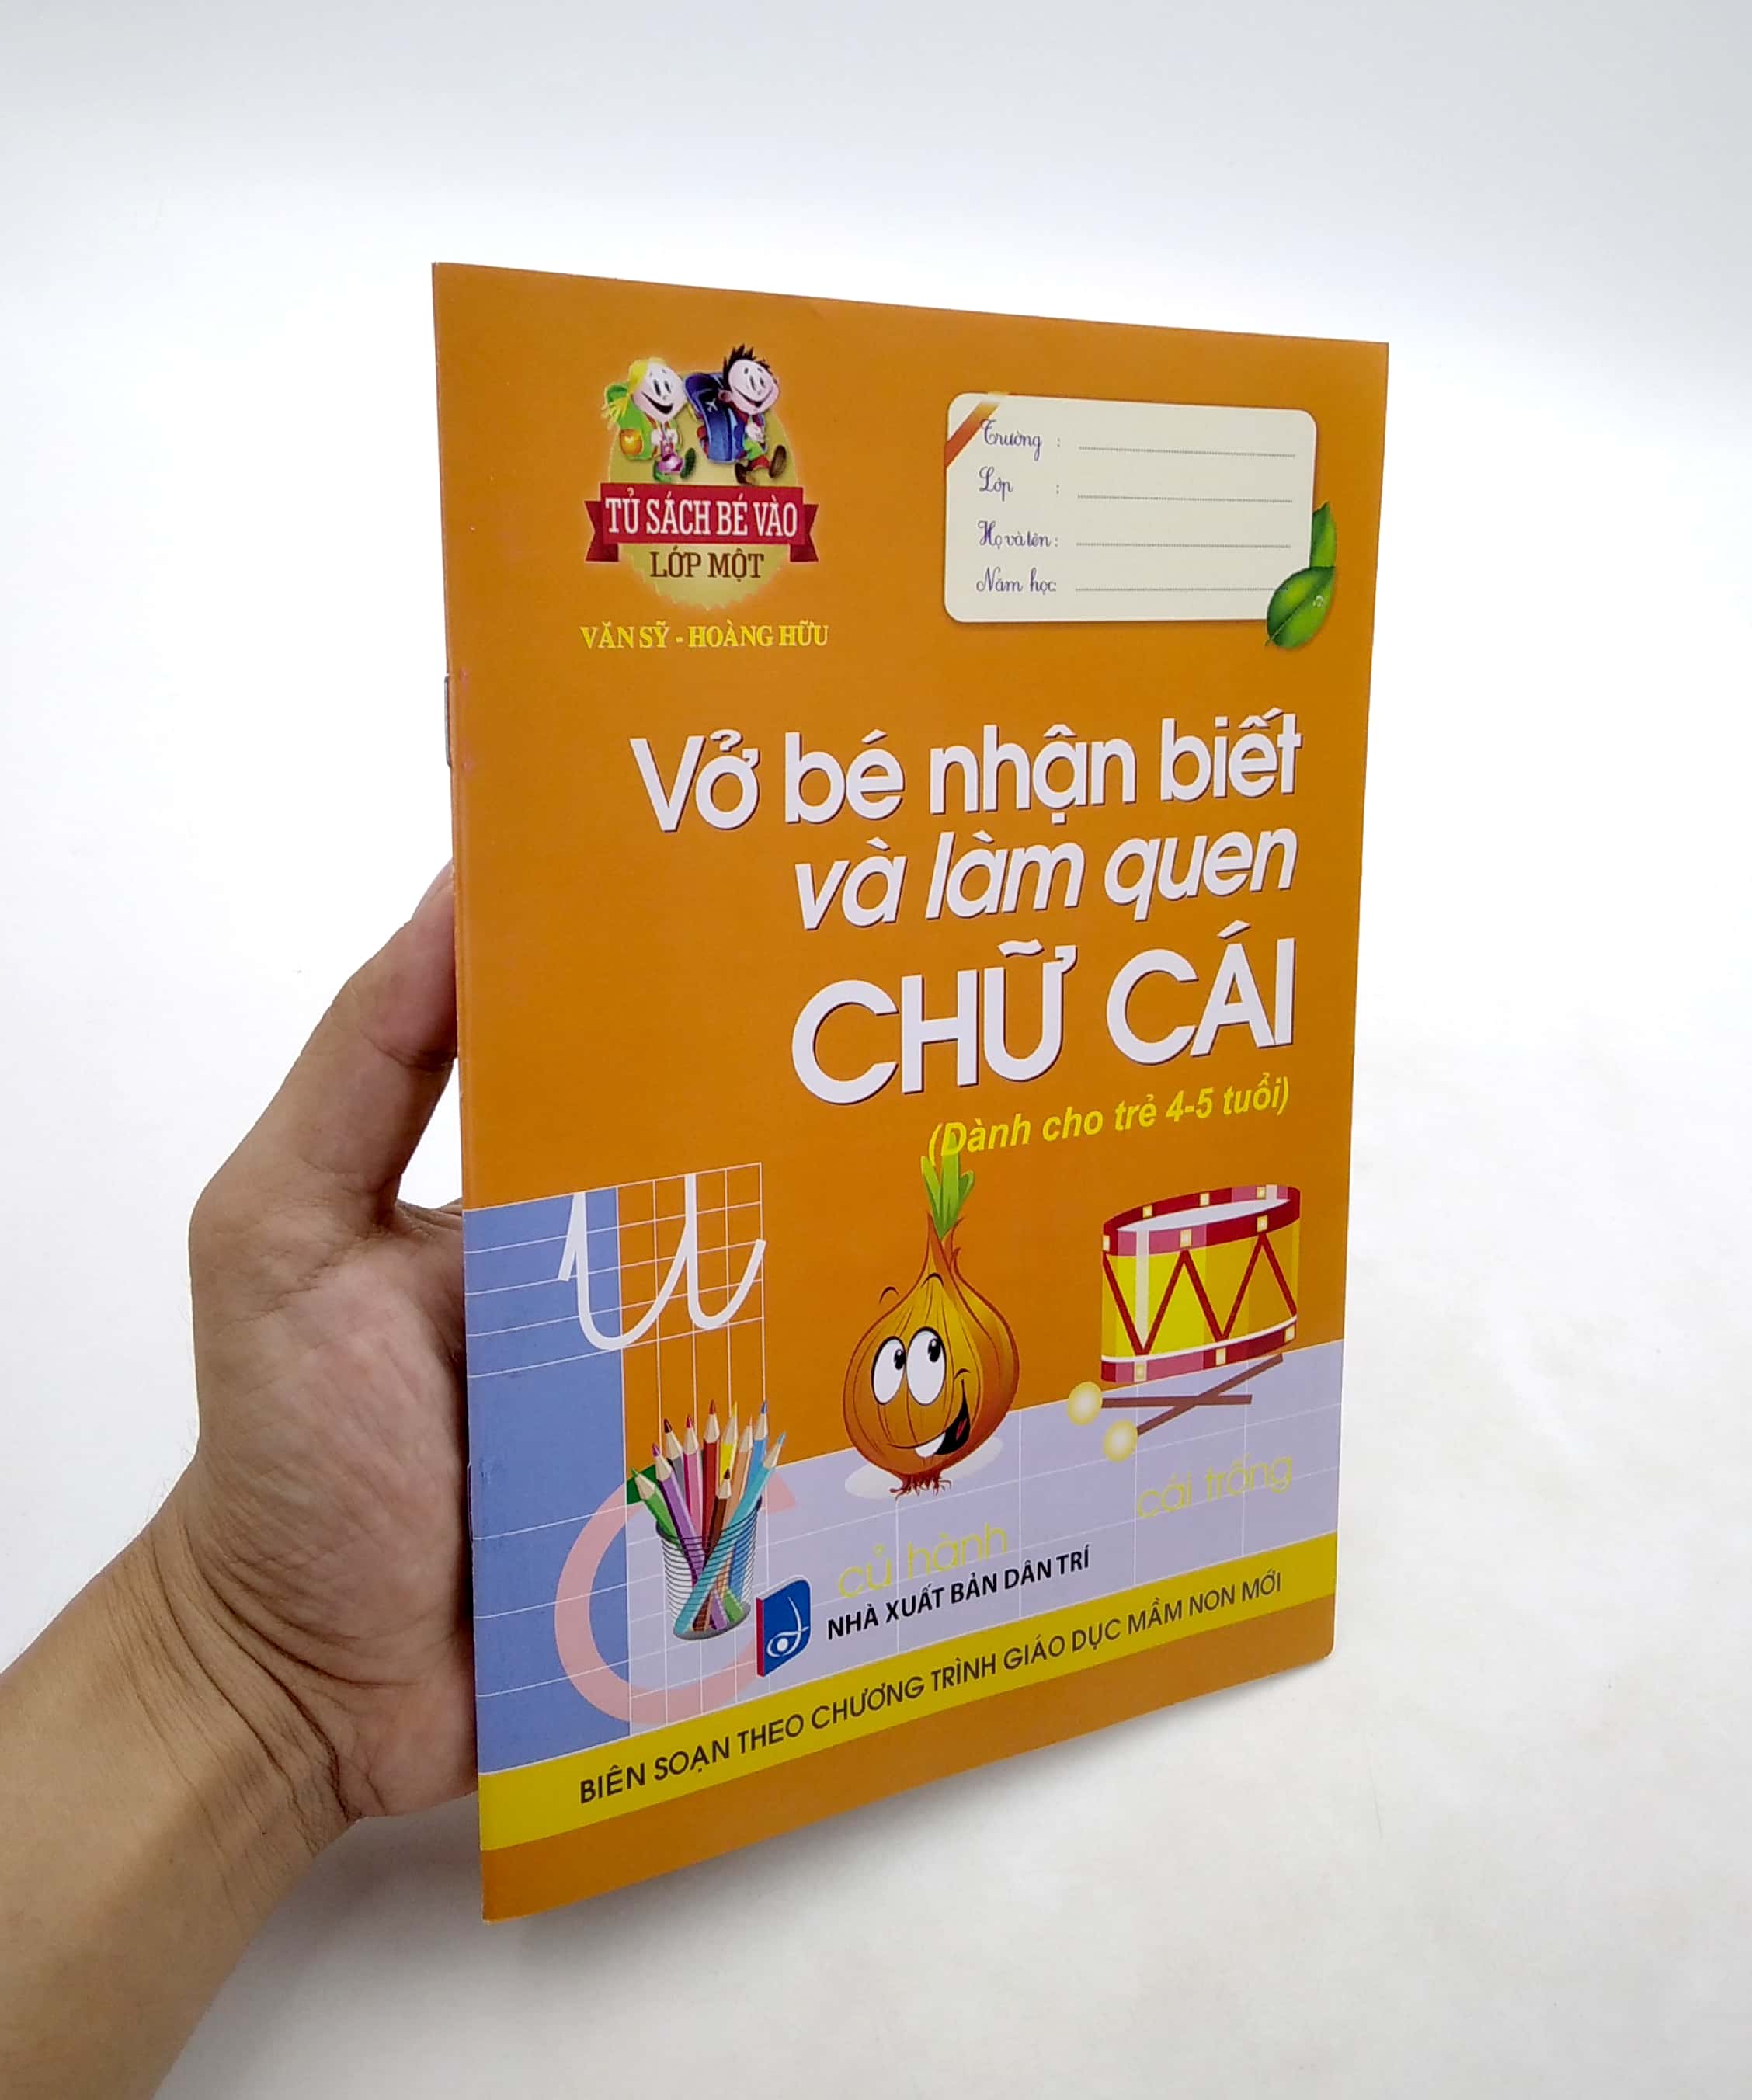 TỦ SÁCH BÉ VÀO
LỚP MỘT
VĂN SỸ - HOÀNG HỮU
Trường :
Lớp :
Họ và tên :
Năm học:
Vở bé nhận biết
và làm quen
CHỮ CÁI
(Dành cho trẻ 4-5 tuổi)
u
cái trống
củ hành
C
NHÀ XUẤT BẢN DÂN TRÍ
BIÊN SOẠN THEO CHƯƠNG TRÌNH GIÁO DỤC MẦM NON MỚI